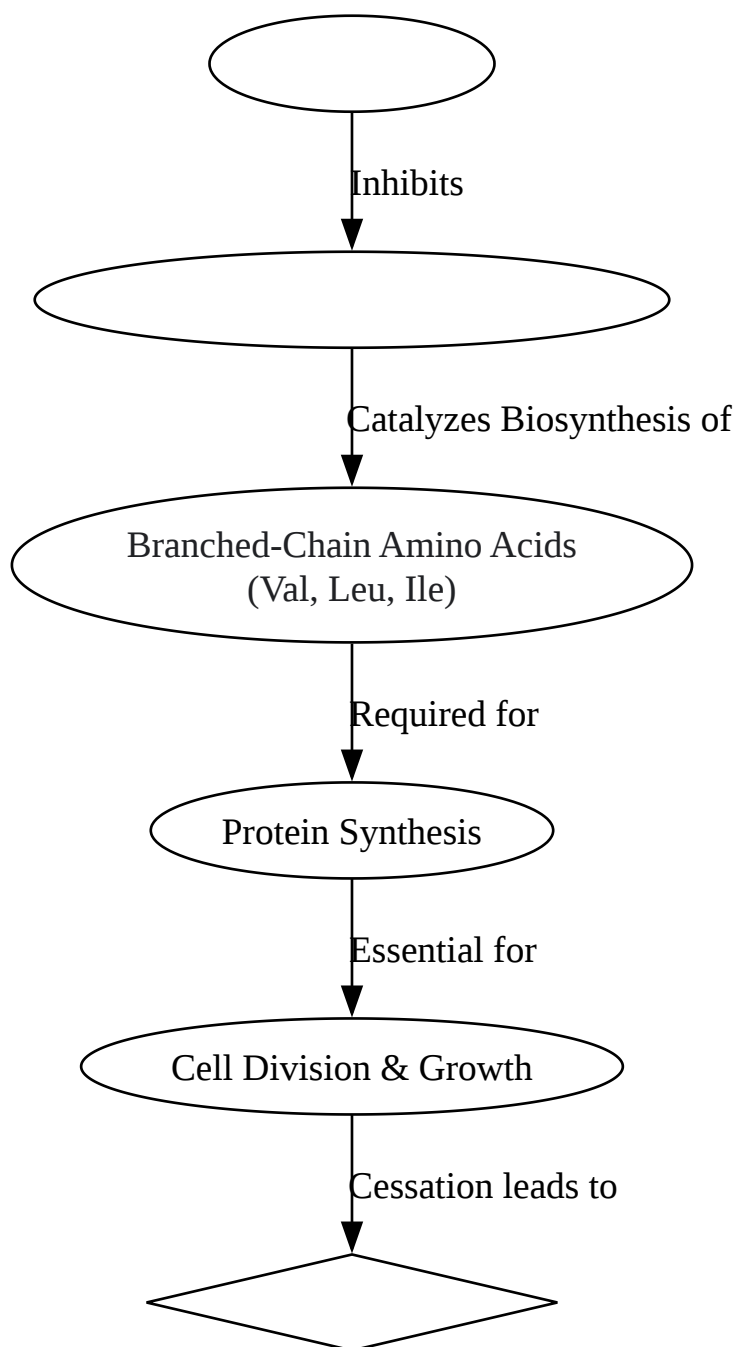 Inhibits
Catalyzes Biosynthesis of
Branched-Chain Amino Acids
(Val, Leu, Ile)
Required for
Protein Synthesis
Essential for
Cell Division & Growth
Cessation leads to